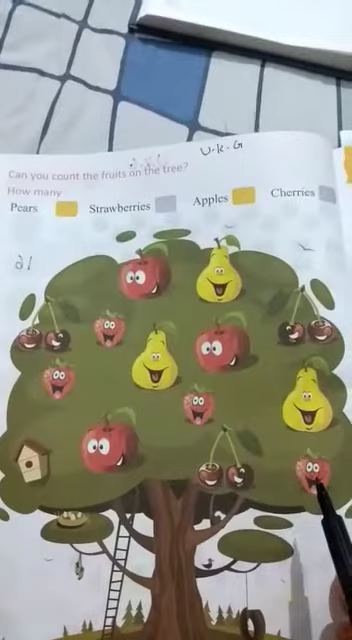 U.K.G
Can you count the fruits on the tree?
How many
Pears Strawberries Apples Cherries